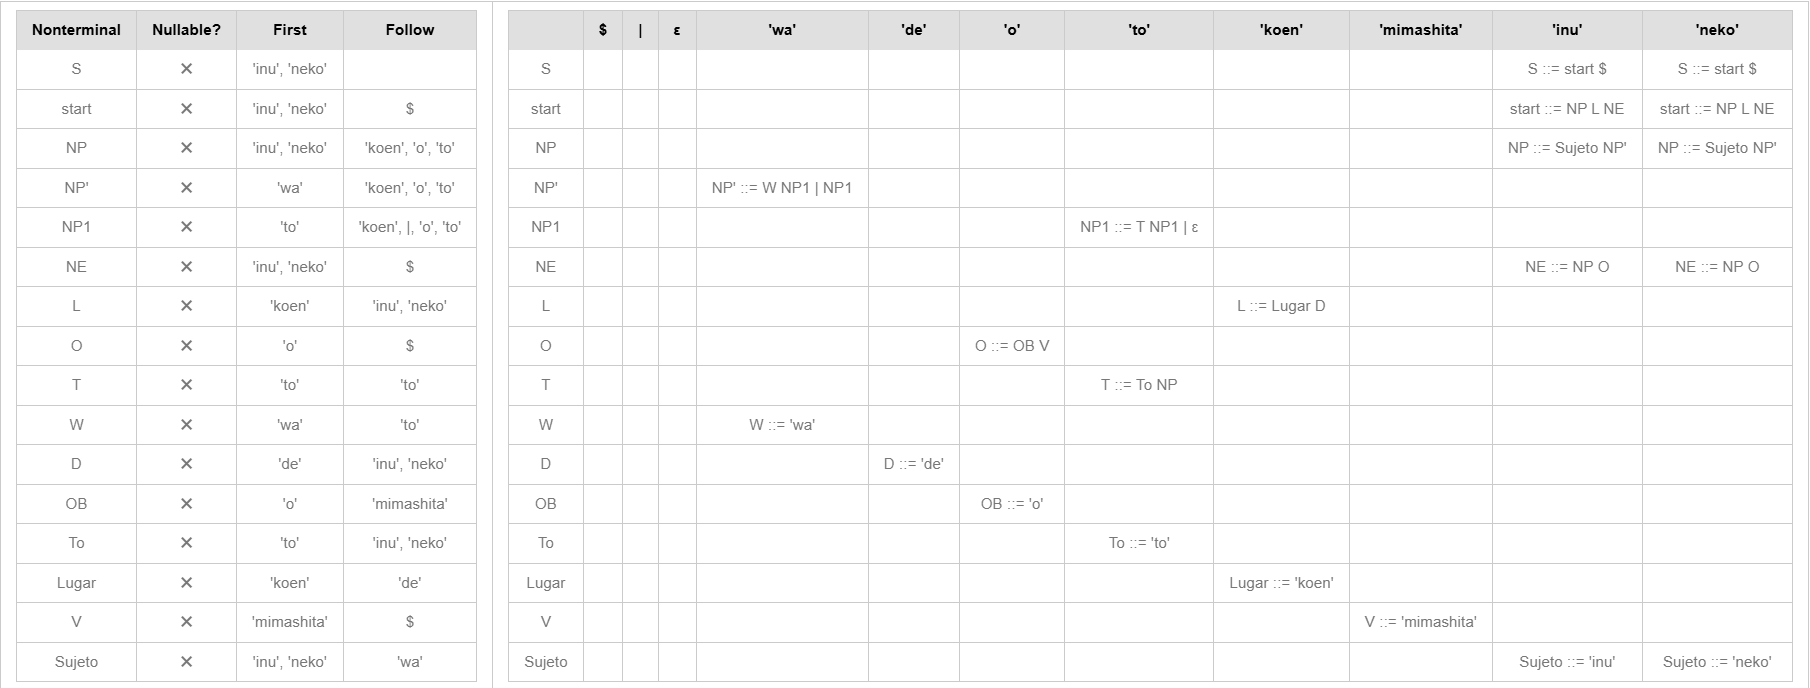 Nonterminal Nullable? First Follow
S ✕ 'inu', 'neko'
start ✕ 'inu', 'neko' $
NP ✕ 'inu', 'neko' 'koen', 'o', 'to'
NP' ✕ 'wa' 'koen', 'o', 'to'
NP1 ✕ 'to' 'koen', |, 'o', 'to'
NE ✕ 'inu', 'neko' $
L ✕ 'koen' 'inu', 'neko'
O ✕ 'o' $
T ✕ 'to' 'to'
W ✕ 'wa' 'to'
D ✕ 'de' 'inu', 'neko'
OB ✕ 'o' 'mimashita'
To ✕ 'to' 'inu', 'neko'
Lugar ✕ 'koen' 'de'
V ✕ 'mimashita' $
Sujeto ✕ 'inu', 'neko' 'wa'
$ | ε 'wa' 'de' 'o' 'to' 'koen' 'mimashita' 'inu' 'neko'
S S ::= start $ S ::= start $
start start ::= NP L NE start ::= NP L NE
NP NP ::= Sujeto NP' NP ::= Sujeto NP'
NP' NP' ::= W NP1 | NP1
NP1 NP1 ::= T NP1 | ε
NE NE ::= NP O NE ::= NP O
L L ::= Lugar D
O O ::= OB V
T T ::= To NP
W W ::= 'wa'
D D ::= 'de'
OB OB ::= 'o'
To To ::= 'to'
Lugar Lugar ::= 'koen'
V V ::= 'mimashita'
Sujeto Sujeto ::= 'inu' Sujeto ::= 'neko'